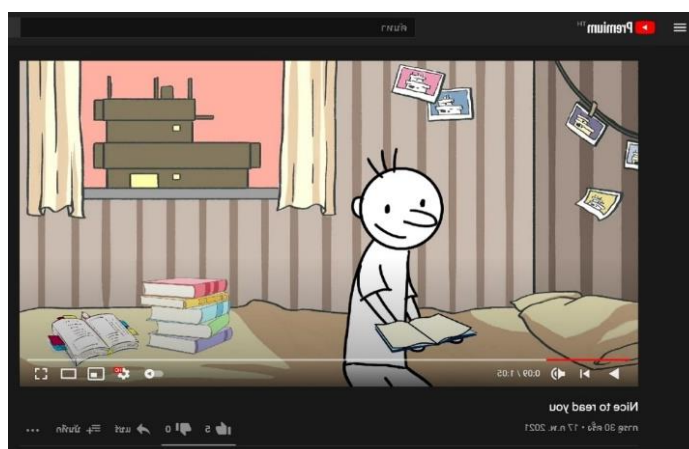 Premium TH
ค้นหา
0:09 / 1:05
HD
Nice to read you
การดู 30 ครั้ง • 17 ก.พ. 2021
5 0 แชร์ บันทึก